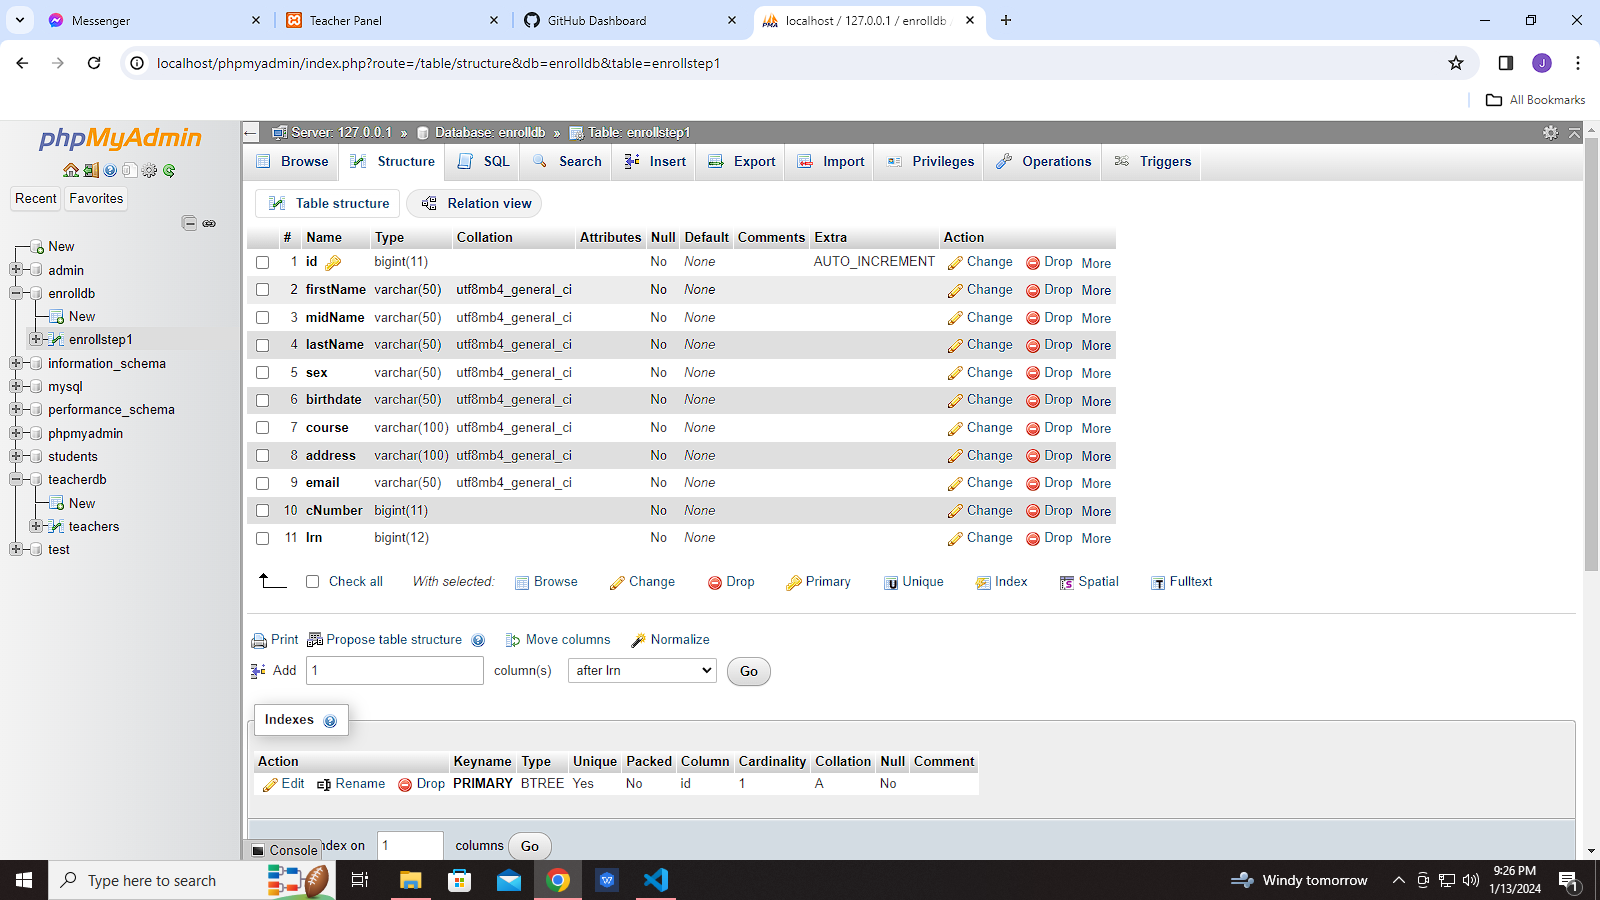 Messenger
Teacher Panel
GitHub Dashboard
localhost / 127.0.0.1 / enrolldb
localhost/phpmyadmin/index.php?route=/table/structure&db=enrolldb&table=enrollstep1
J
All Bookmarks
phpMyAdmin
Recent Favorites
New
admin
enrolldb
New
enrollstep1
information_schema
mysql
performance_schema
phpmyadmin
students
teacherdb
New
teachers
test
Server: 127.0.0.1 » Database: enrolldb » Table: enrollstep1
Browse Structure SQL Search Insert Export Import Privileges Operations Triggers
Table structure Relation view
# Name Type Collation Attributes Null Default Comments Extra Action
1 id bigint(11) No None AUTO_INCREMENT Change Drop More
2 firstName varchar(50) utf8mb4_general_ci No None Change Drop More
3 midName varchar(50) utf8mb4_general_ci No None Change Drop More
4 lastName varchar(50) utf8mb4_general_ci No None Change Drop More
5 sex varchar(50) utf8mb4_general_ci No None Change Drop More
6 birthdate varchar(50) utf8mb4_general_ci No None Change Drop More
7 course varchar(100) utf8mb4_general_ci No None Change Drop More
8 address varchar(100) utf8mb4_general_ci No None Change Drop More
9 email varchar(50) utf8mb4_general_ci No None Change Drop More
10 cNumber bigint(11) No None Change Drop More
11 lrn bigint(12) No None Change Drop More
Check all With selected: Browse Change Drop Primary Unique Index Spatial Fulltext
Print Propose table structure Move columns Normalize
Add 1 column(s) after lrn Go
Indexes
Action Keyname Type Unique Packed Column Cardinality Collation Null Comment
Edit Rename Drop PRIMARY BTREE Yes No id 1 A No
Console ndex on 1 columns Go
Type here to search
Windy tomorrow
9:26 PM
1/13/2024
1